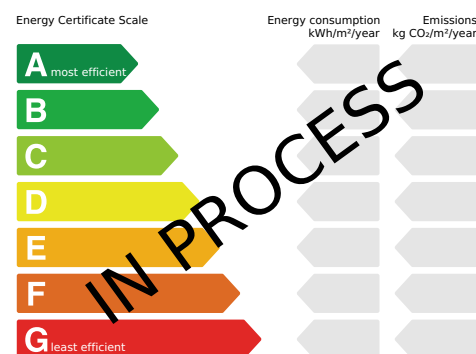 Energy Certificate Scale
Energy consumption
kWh/m²/year
Emissions
kg CO₂/m²/year
A most efficient
B
C
D
E
F
G least efficient
IN PROCESS